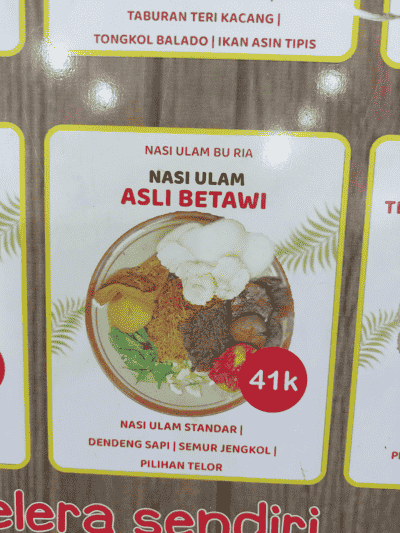 TABURAN TERI KACANG |
TONGKOL BALADO | IKAN ASIN TIPIS
NASI ULAM BU RIA
NASI ULAM
ASLI BETAWI
41k
NASI ULAM STANDAR |
DENDENG SAPI | SEMUR JENGKOL |
PILIHAN TELOR
elera sendiri